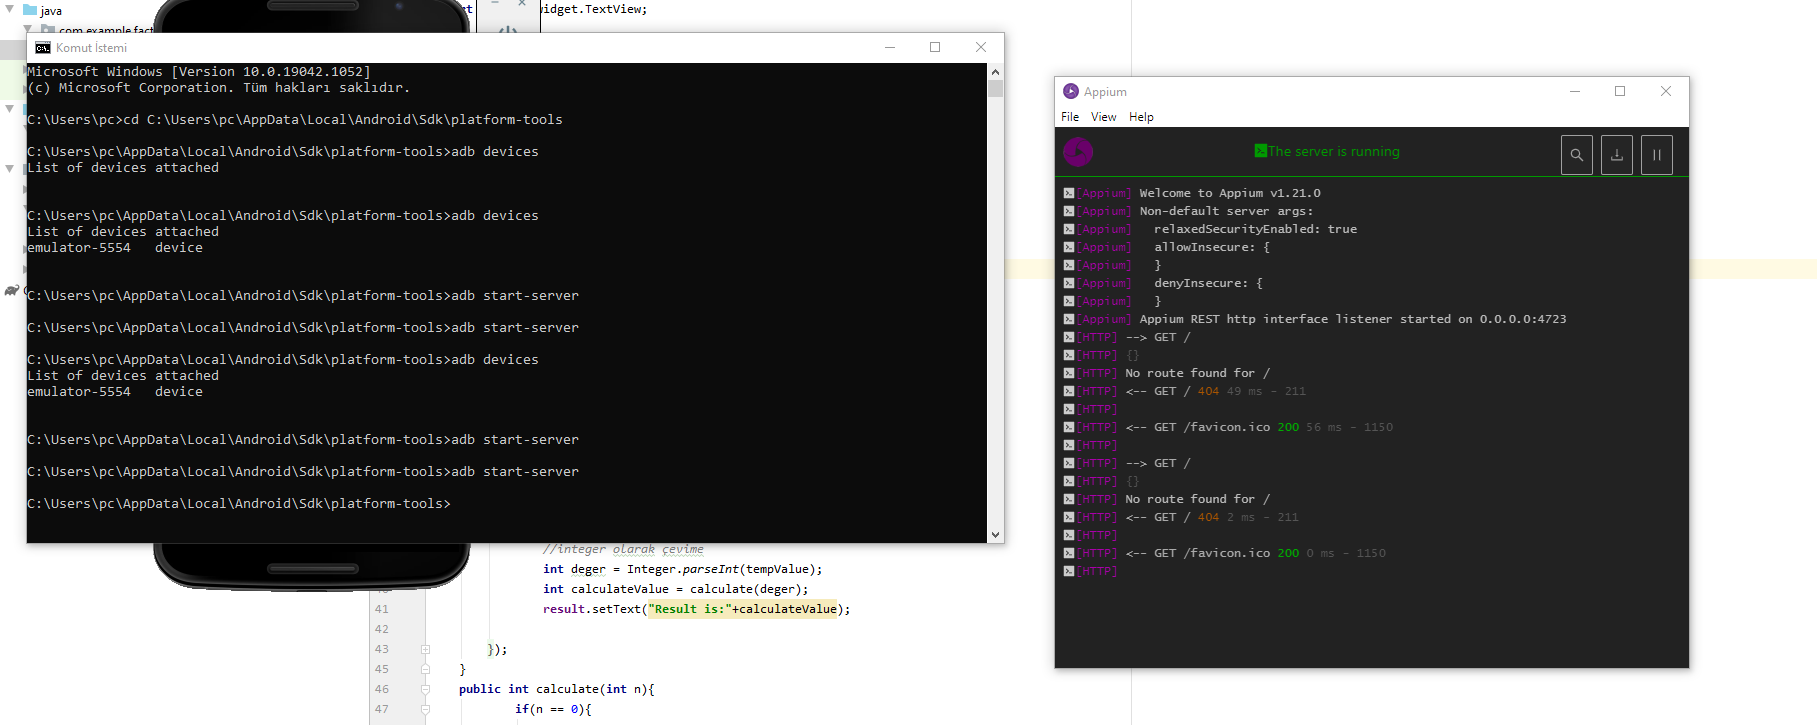 java
com.example.fact
widget.TextView;
Komut İstemi
Microsoft Windows [Version 10.0.19042.1052]
(c) Microsoft Corporation. Tüm hakları saklıdır.
C:\Users\pc>cd C:\Users\pc\AppData\Local\Android\Sdk\platform-tools
C:\Users\pc\AppData\Local\Android\Sdk\platform-tools>adb devices
List of devices attached
C:\Users\pc\AppData\Local\Android\Sdk\platform-tools>adb devices
List of devices attached
emulator-5554   device
C:\Users\pc\AppData\Local\Android\Sdk\platform-tools>adb start-server
C:\Users\pc\AppData\Local\Android\Sdk\platform-tools>adb start-server
C:\Users\pc\AppData\Local\Android\Sdk\platform-tools>adb devices
List of devices attached
emulator-5554   device
C:\Users\pc\AppData\Local\Android\Sdk\platform-tools>adb start-server
C:\Users\pc\AppData\Local\Android\Sdk\platform-tools>adb start-server
C:\Users\pc\AppData\Local\Android\Sdk\platform-tools>
//integer olarak çevime
int deger = Integer.parseInt(tempValue);
int calculateValue = calculate(deger);
41 result.setText("Result is:"+calculateValue);
42
43 });
45 }
46 public int calculate(int n){
47 if(n == 0){
Appium
File View Help
The server is running
[Appium] Welcome to Appium v1.21.0
[Appium] Non-default server args:
[Appium]   relaxedSecurityEnabled: true
[Appium]   allowInsecure: {
[Appium]   }
[Appium]   denyInsecure: {
[Appium]   }
[Appium] Appium REST http interface listener started on 0.0.0.0:4723
[HTTP] --> GET /
[HTTP] {}
[HTTP] No route found for /
[HTTP] <-- GET / 404 49 ms - 211
[HTTP]
[HTTP] <-- GET /favicon.ico 200 56 ms - 1150
[HTTP]
[HTTP] --> GET /
[HTTP] {}
[HTTP] No route found for /
[HTTP] <-- GET / 404 2 ms - 211
[HTTP]
[HTTP] <-- GET /favicon.ico 200 0 ms - 1150
[HTTP]